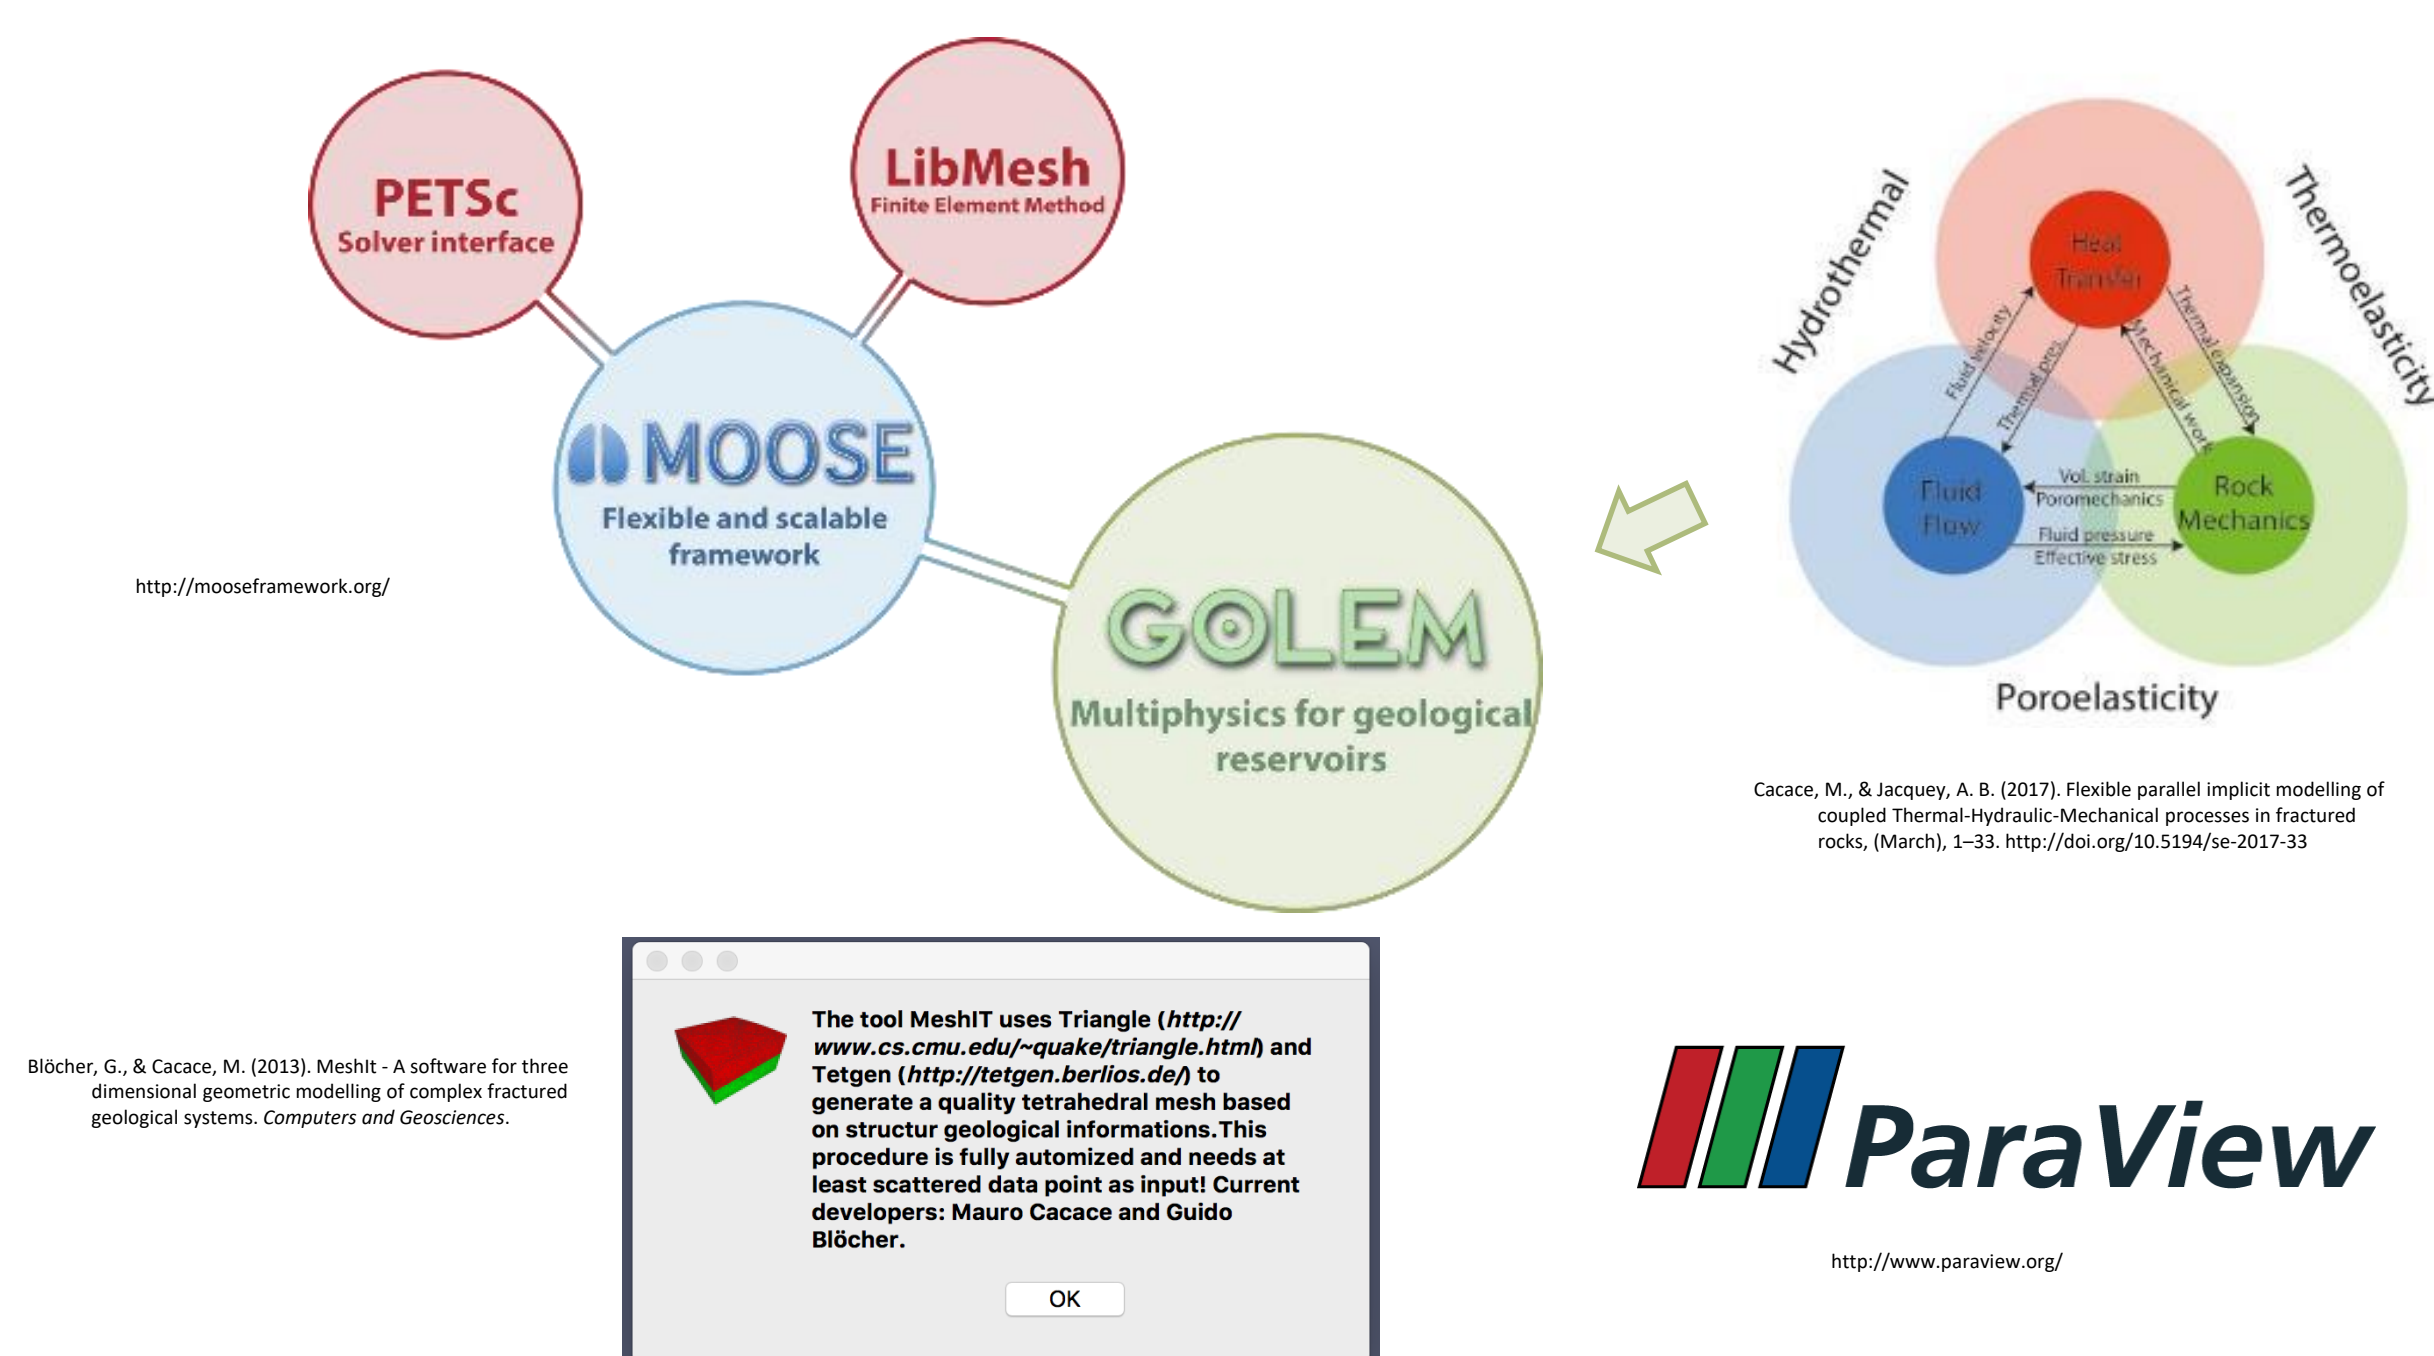 PETSc
Solver interface
LibMesh
Finite Element Method
MOOSE
Flexible and scalable
framework
http://mooseframework.org/
GOLEM
Multiphysics for geological
reservoirs
Hydrothermal
Thermoelasticity
Heat
Transfer
Fluid velocity
Thermal pres.
Mechanical work
Thermal expansion
Fluid
Flow
Vol. strain
Poromechanics
Fluid pressure
Effective stress
Rock
Mechanics
Poroelasticity
Cacace, M., & Jacquey, A. B. (2017). Flexible parallel implicit modelling of
coupled Thermal-Hydraulic-Mechanical processes in fractured
rocks, (March), 1–33. http://doi.org/10.5194/se-2017-33
Blöcher, G., & Cacace, M. (2013). MeshIt - A software for three
dimensional geometric modelling of complex fractured
geological systems. Computers and Geosciences.
The tool MeshIT uses Triangle (http://
www.cs.cmu.edu/~quake/triangle.html) and
Tetgen (http://tetgen.berlios.de/) to
generate a quality tetrahedral mesh based
on structur geological informations.This
procedure is fully automized and needs at
least scattered data point as input! Current
developers: Mauro Cacace and Guido
Blöcher.
OK
ParaView
http://www.paraview.org/